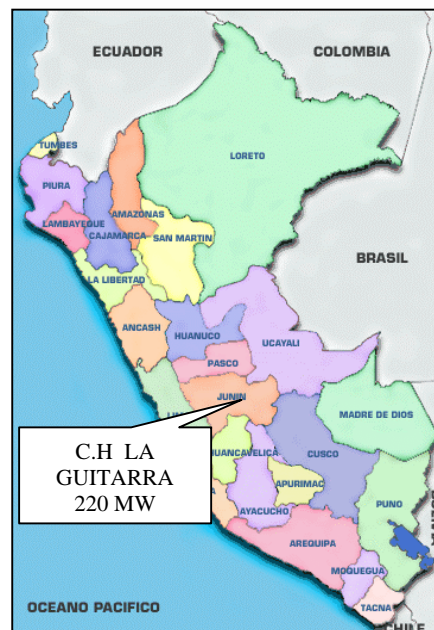 ECUADOR
COLOMBIA
TUMBES
LORETO
PIURA
AMAZONAS
LAMBAYEQUE
CAJAMARCA
SAN MARTIN
BRASIL
LA LIBERTAD
ANCASH
HUANUCO
UCAYALI
PASCO
JUNIN
MADRE DE DIOS
C.H LA
GUITARRA
220 MW
HUANCAVELICA
CUSCO
APURIMAC
PUNO
AYACUCHO
AREQUIPA
MOQUEGUA
OCEANO PACIFICO
TACNA
CHILE